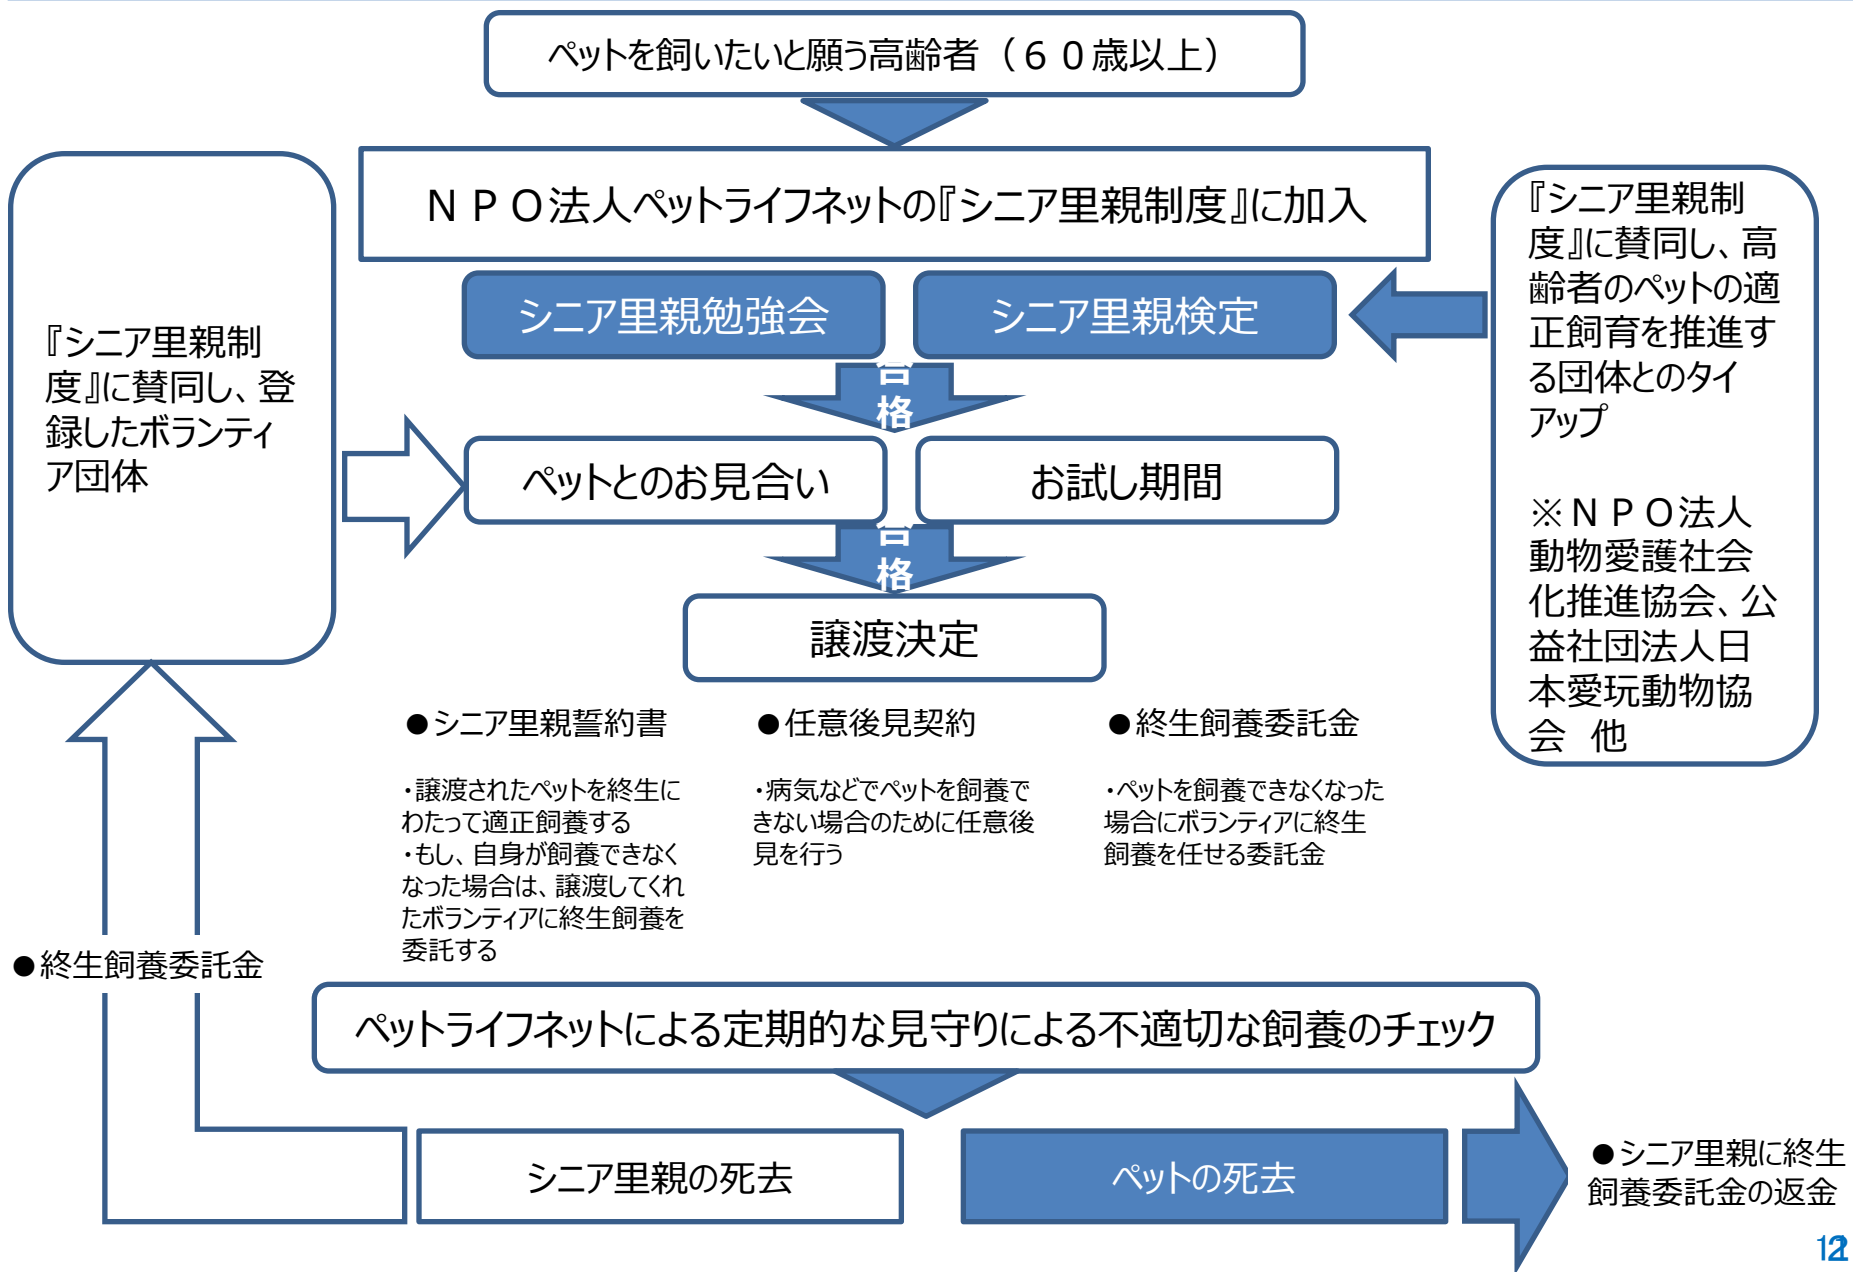 ペットを飼いたいと願う高齢者（６０歳以上）
ＮＰＯ法人ペットライフネットの『シニア里親制度』に加入
『シニア里親制
度』に賛同し、登
録したボランティ
ア団体
シニア里親勉強会
シニア里親検定
『シニア里親制
度』に賛同し、高
齢者のペットの適
正飼育を推進す
る団体とのタイ
アップ
※ＮＰＯ法人
動物愛護社会
化推進協会、公
益社団法人日
本愛玩動物協
会　他
合
格
ペットとのお見合い
お試し期間
合
格
譲渡決定
●シニア里親誓約書
・譲渡されたペットを終生に
わたって適正飼養する
・もし、自身が飼養できなく
なった場合は、譲渡してくれ
たボランティアに終生飼養を
委託する
●任意後見契約
・病気などでペットを飼養で
きない場合のために任意後
見を行う
●終生飼養委託金
・ペットを飼養できなくなった
場合にボランティアに終生
飼養を任せる委託金
●終生飼養委託金
ペットライフネットによる定期的な見守りによる不適切な飼養のチェック
シニア里親の死去
ペットの死去
●シニア里親に終生
飼養委託金の返金